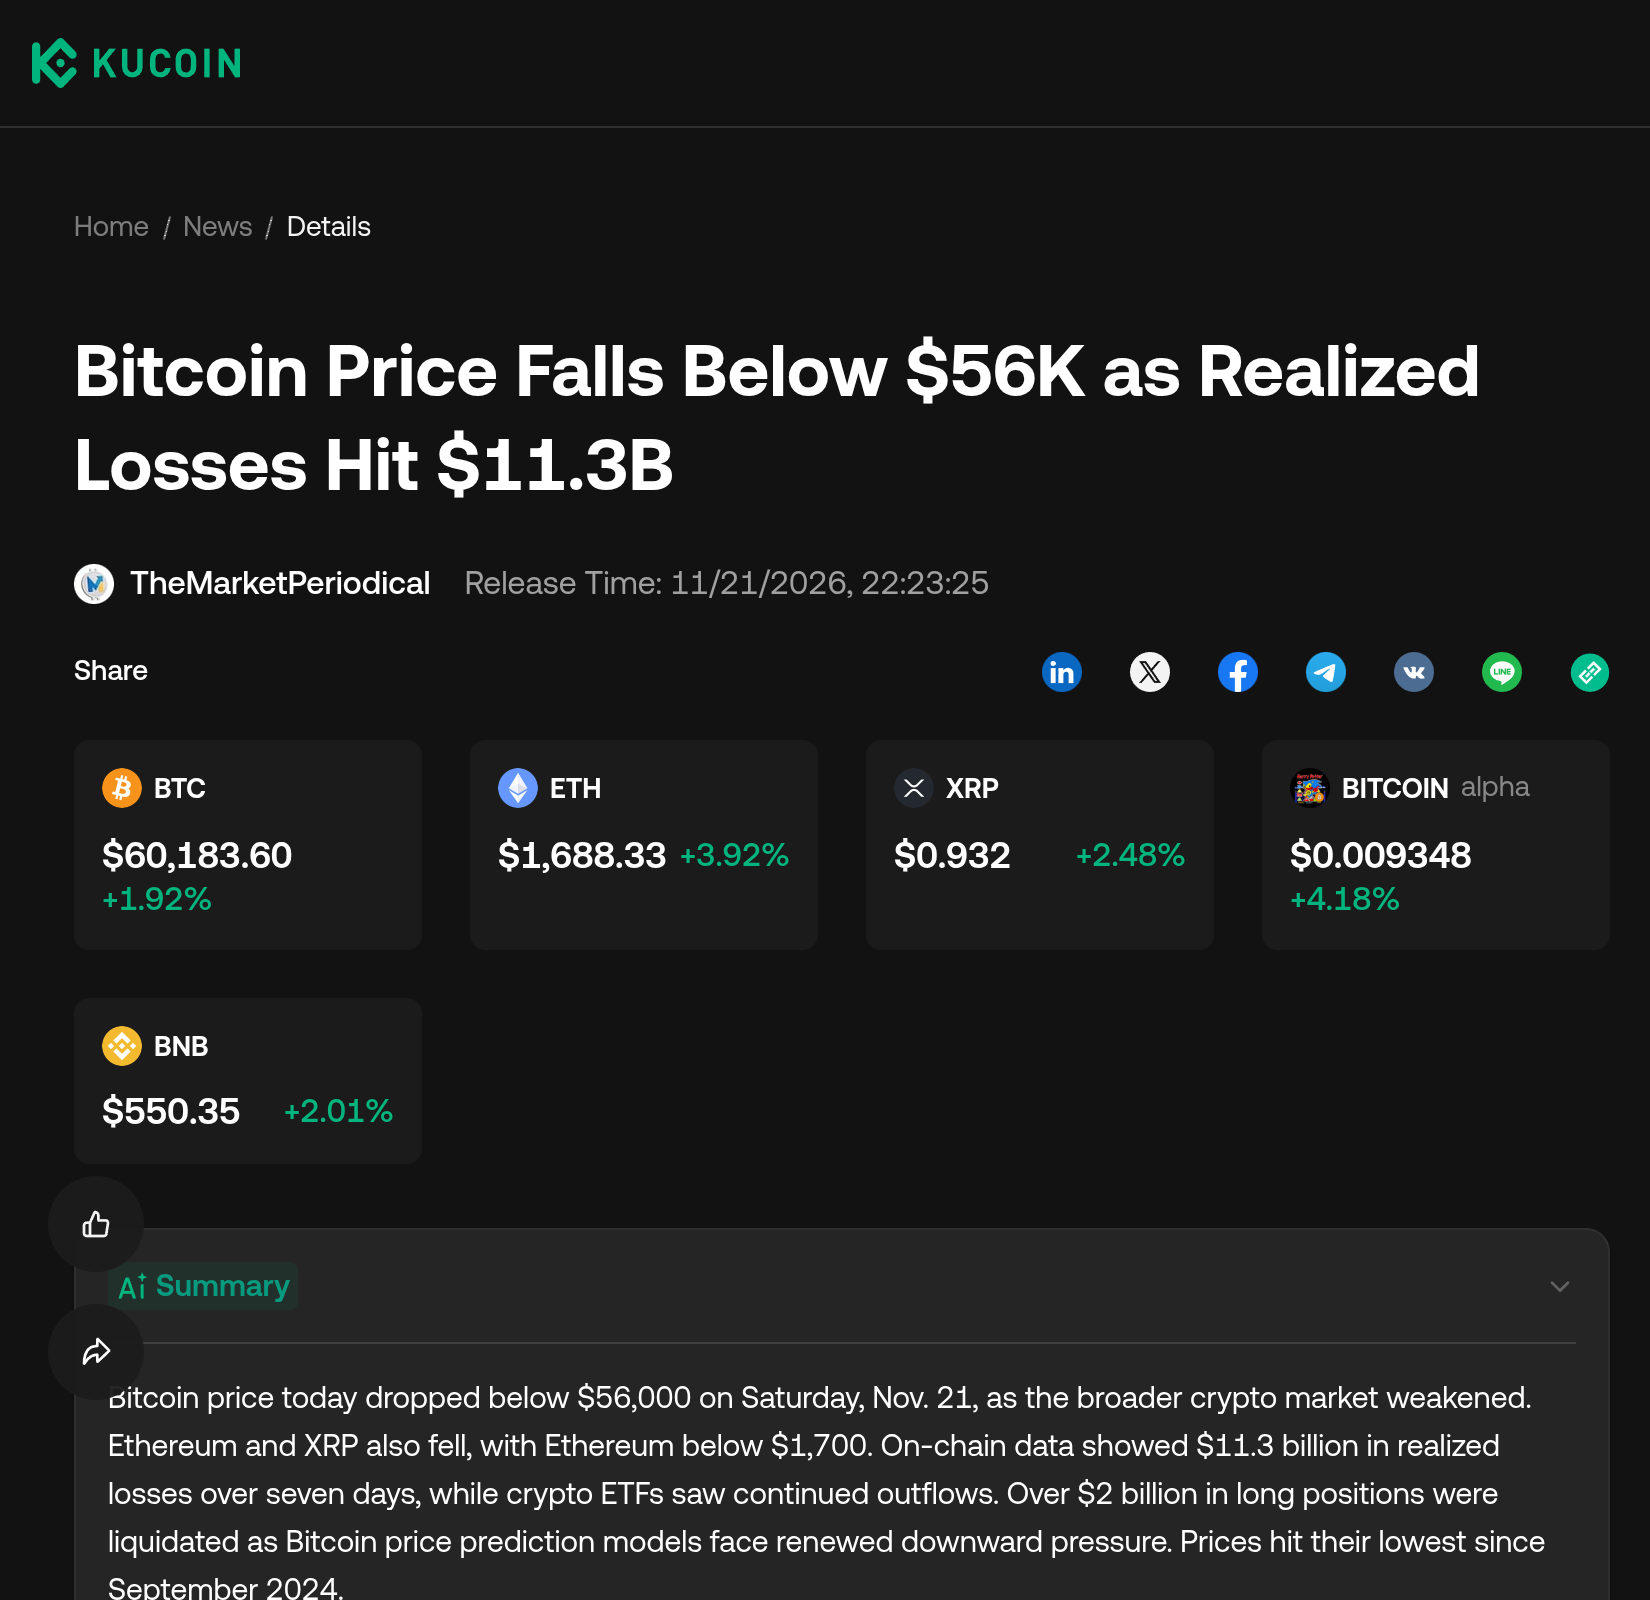 KUCOIN
Home / News / Details
Bitcoin Price Falls Below $56K as Realized
Losses Hit $11.3B
TheMarketPeriodical Release Time: 11/21/2026, 22:23:25
Share
BTC
$60,183.60
+1.92%
ETH
$1,688.33 +3.92%
XRP
$0.932 +2.48%
BITCOIN alpha
$0.009348
+4.18%
BNB
$550.35 +2.01%
Ai Summary
Bitcoin price today dropped below $56,000 on Saturday, Nov. 21, as the broader crypto market weakened.
Ethereum and XRP also fell, with Ethereum below $1,700. On-chain data showed $11.3 billion in realized
losses over seven days, while crypto ETFs saw continued outflows. Over $2 billion in long positions were
liquidated as Bitcoin price prediction models face renewed downward pressure. Prices hit their lowest since
September 2024.